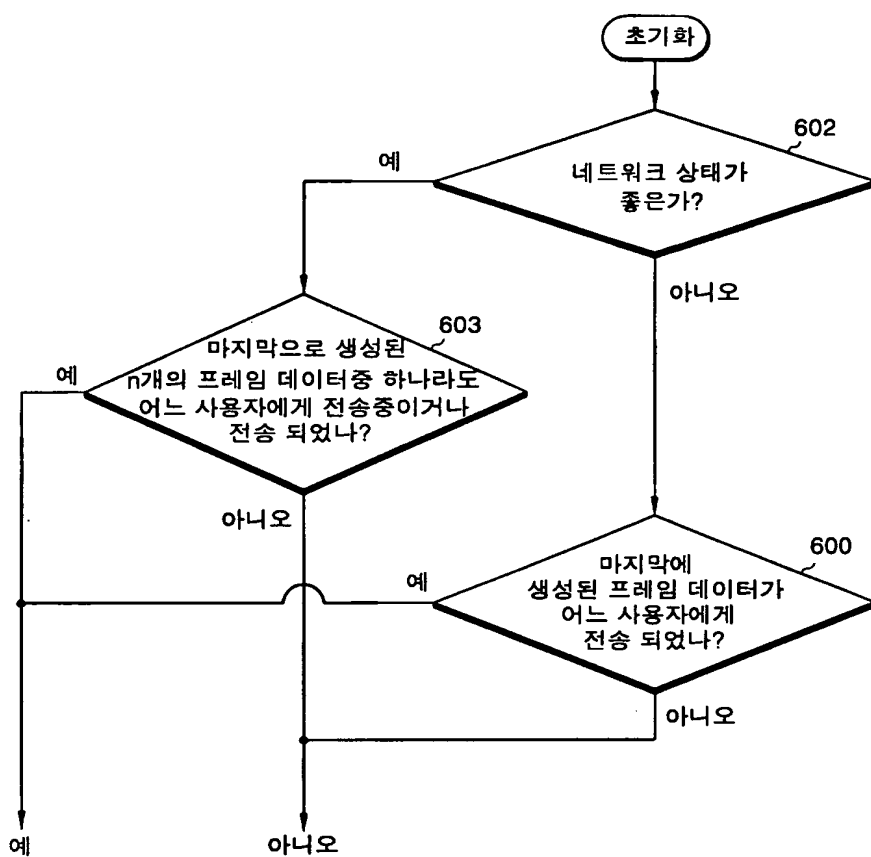 초기화
602
네트워크 상태가
좋은가?
예
아니오
603
마지막으로 생성된
n개의 프레임 데이터중 하나라도
어느 사용자에게 전송중이거나
전송 되었나?
예
아니오
600
마지막에
생성된 프레임 데이터가
어느 사용자에게
전송 되었나?
예
아니오
예
아니오